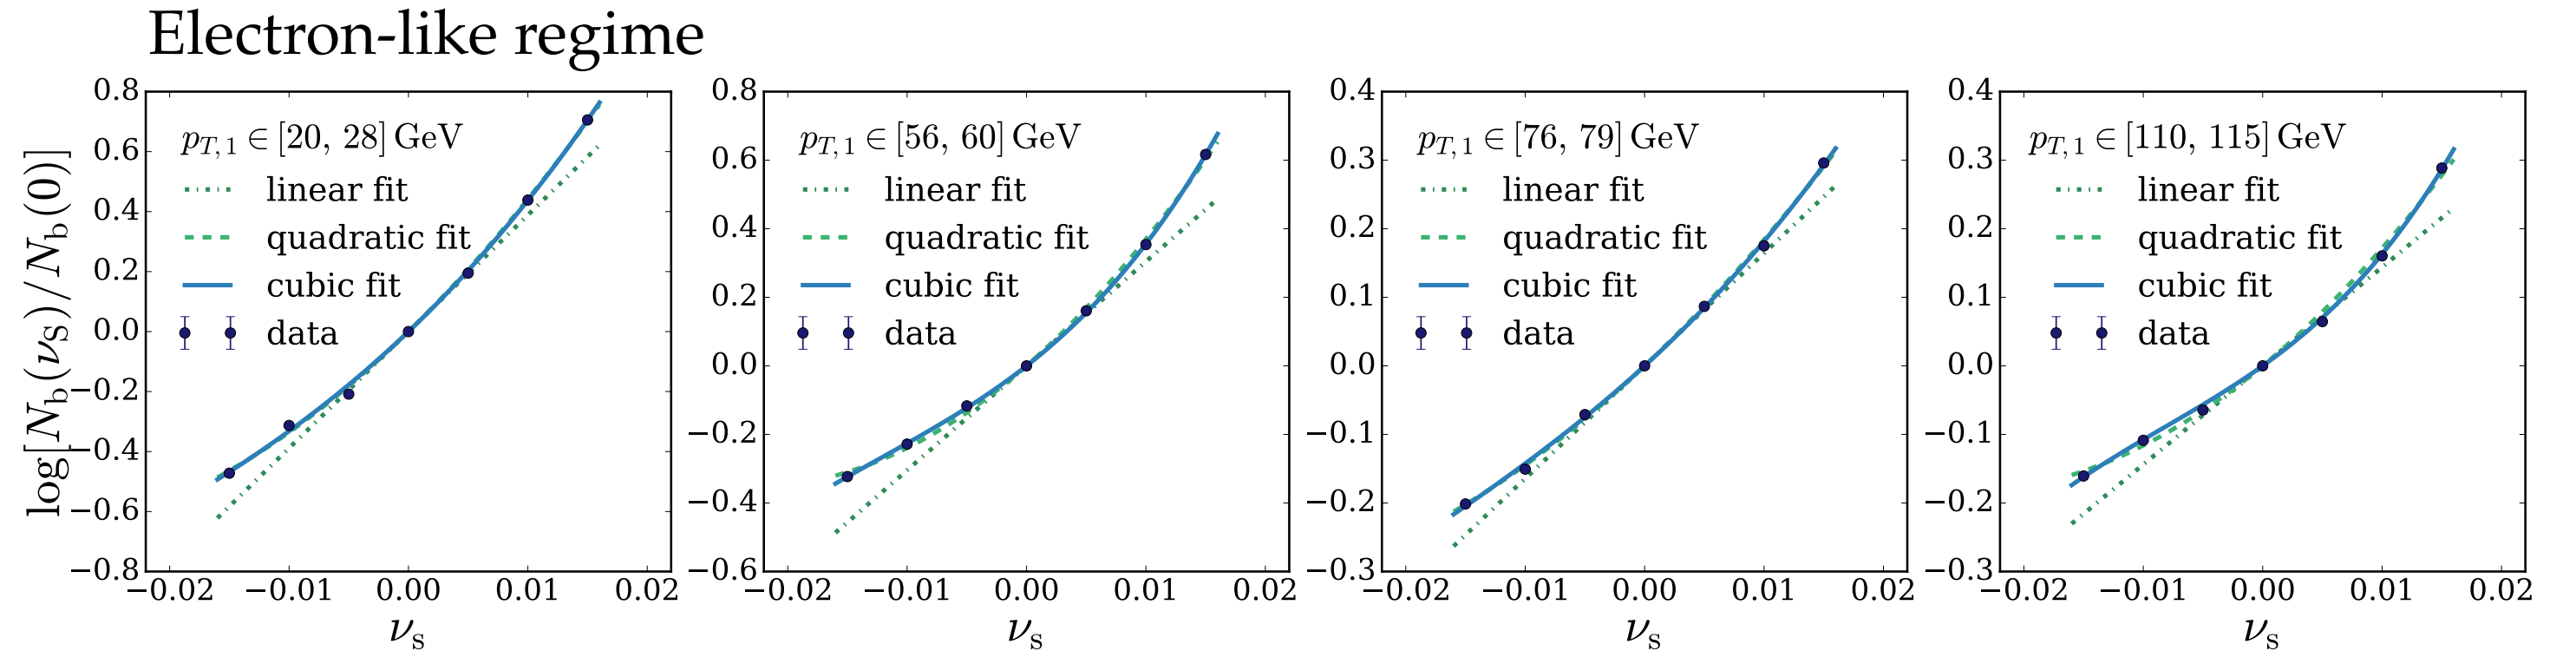 Electron-like regime
log[N_b(ν_S)/N_b(0)]
0.8
0.6
0.4
0.2
0.0
−0.2
−0.4
−0.6
−0.8
p_{T,1} ∈ [20, 28] GeV
linear fit
quadratic fit
cubic fit
data
−0.02 −0.01 0.00 0.01 0.02
ν_s
0.8
0.6
0.4
0.2
0.0
−0.2
−0.4
−0.6
p_{T,1} ∈ [56, 60] GeV
linear fit
quadratic fit
cubic fit
data
−0.02 −0.01 0.00 0.01 0.02
ν_s
0.4
0.3
0.2
0.1
0.0
−0.1
−0.2
−0.3
p_{T,1} ∈ [76, 79] GeV
linear fit
quadratic fit
cubic fit
data
−0.02 −0.01 0.00 0.01 0.02
ν_s
0.4
0.3
0.2
0.1
0.0
−0.1
−0.2
−0.3
p_{T,1} ∈ [110, 115] GeV
linear fit
quadratic fit
cubic fit
data
−0.02 −0.01 0.00 0.01 0.02
ν_s